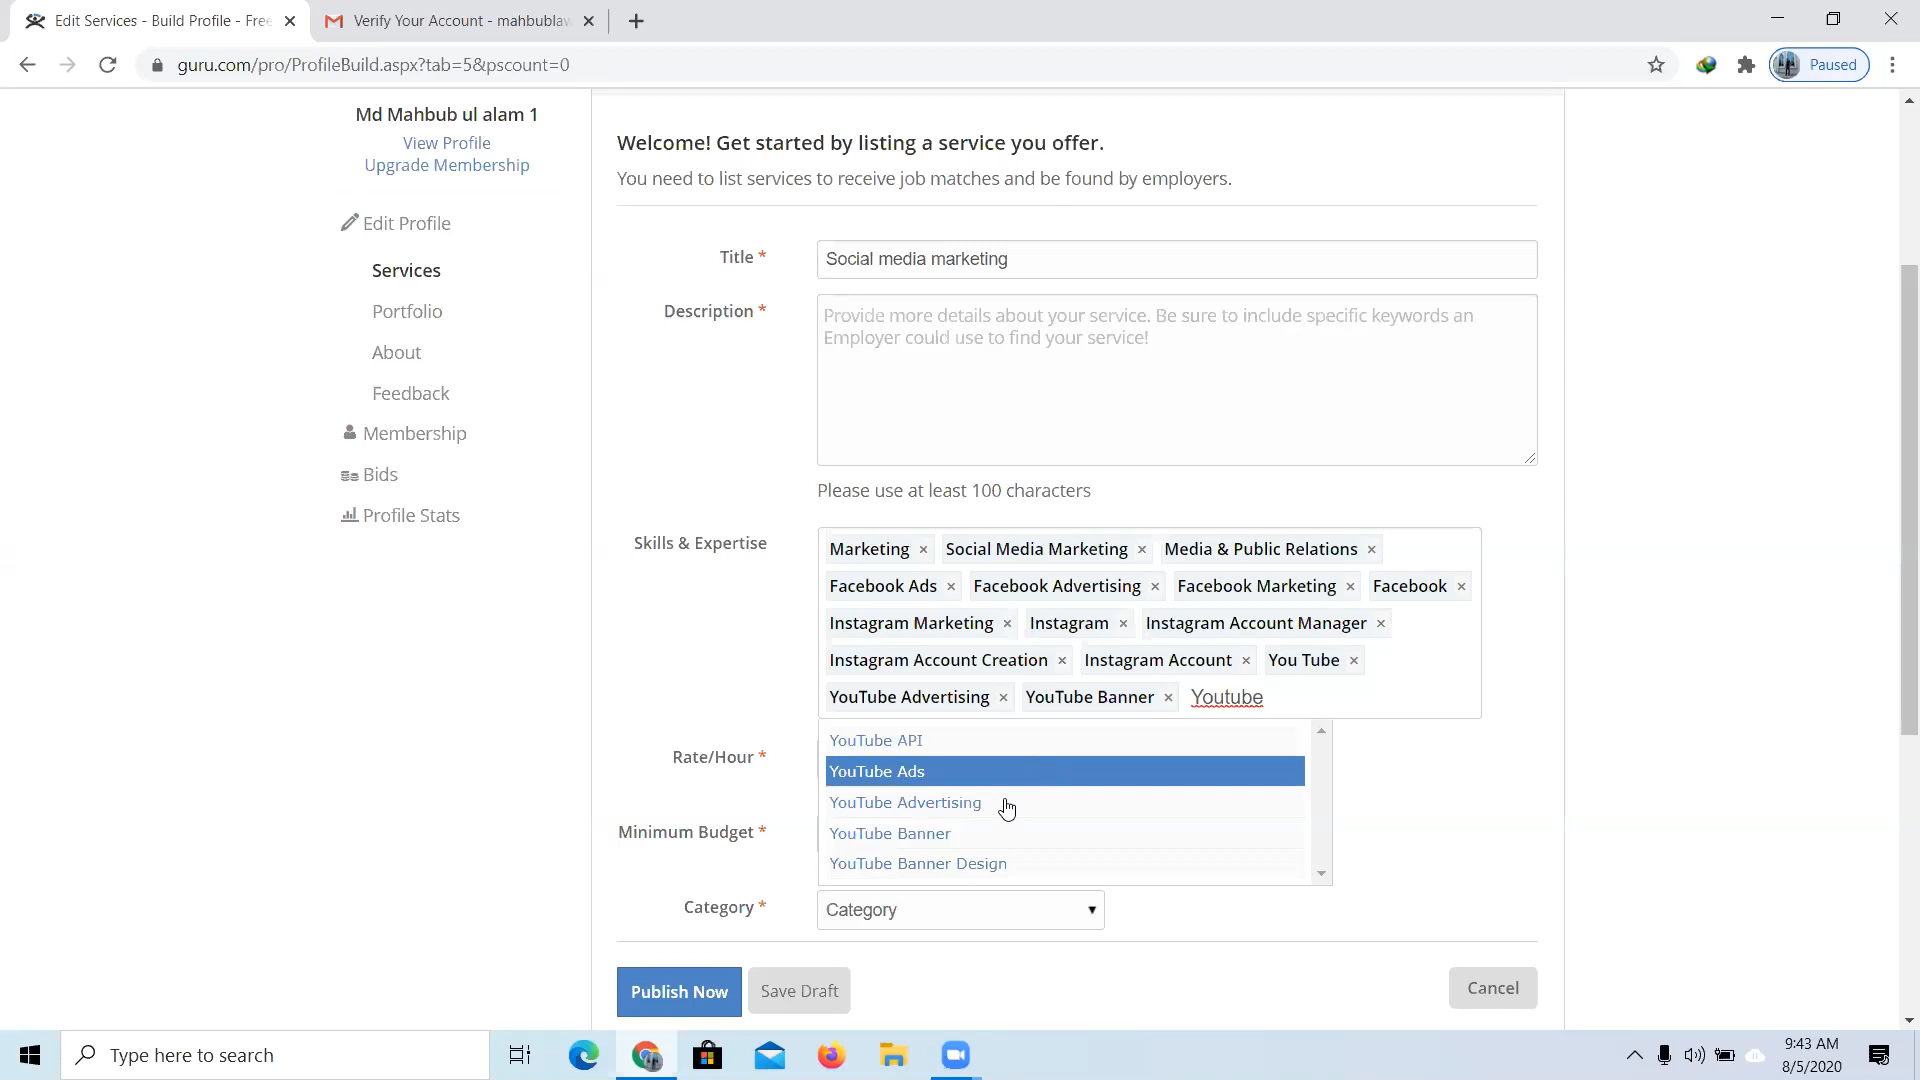 Edit Services - Build Profile - Free
Verify Your Account - mahbublaw
guru.com/pro/ProfileBuild.aspx?tab=5&pscount=0
Paused
Md Mahbub ul alam 1
View Profile
Upgrade Membership
Edit Profile
Services
Portfolio
About
Feedback
Membership
Bids
Profile Stats
Welcome! Get started by listing a service you offer.
You need to list services to receive job matches and be found by employers.
Title *
Social media marketing
Description *
Provide more details about your service. Be sure to include specific keywords an
Employer could use to find your service!
Please use at least 100 characters
Skills & Expertise
Marketing × Social Media Marketing × Media & Public Relations ×
Facebook Ads × Facebook Advertising × Facebook Marketing × Facebook ×
Instagram Marketing × Instagram × Instagram Account Manager ×
Instagram Account Creation × Instagram Account × You Tube ×
YouTube Advertising × YouTube Banner × Youtube
YouTube API
YouTube Ads
YouTube Advertising
YouTube Banner
YouTube Banner Design
Rate/Hour *
Minimum Budget *
Category *
Category
Publish Now
Save Draft
Cancel
Type here to search
9:43 AM
8/5/2020